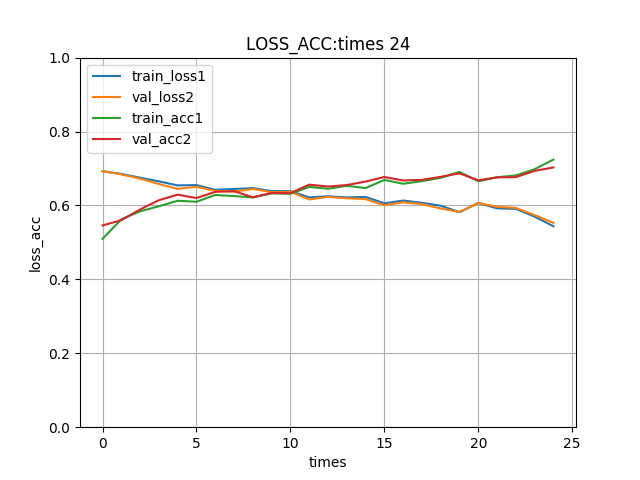 LOSS_ACC:times 24
1.0
0.8
0.6
0.4
0.2
0.0
loss_acc
train_loss1
val_loss2
train_acc1
val_acc2
0 5 10 15 20 25
times